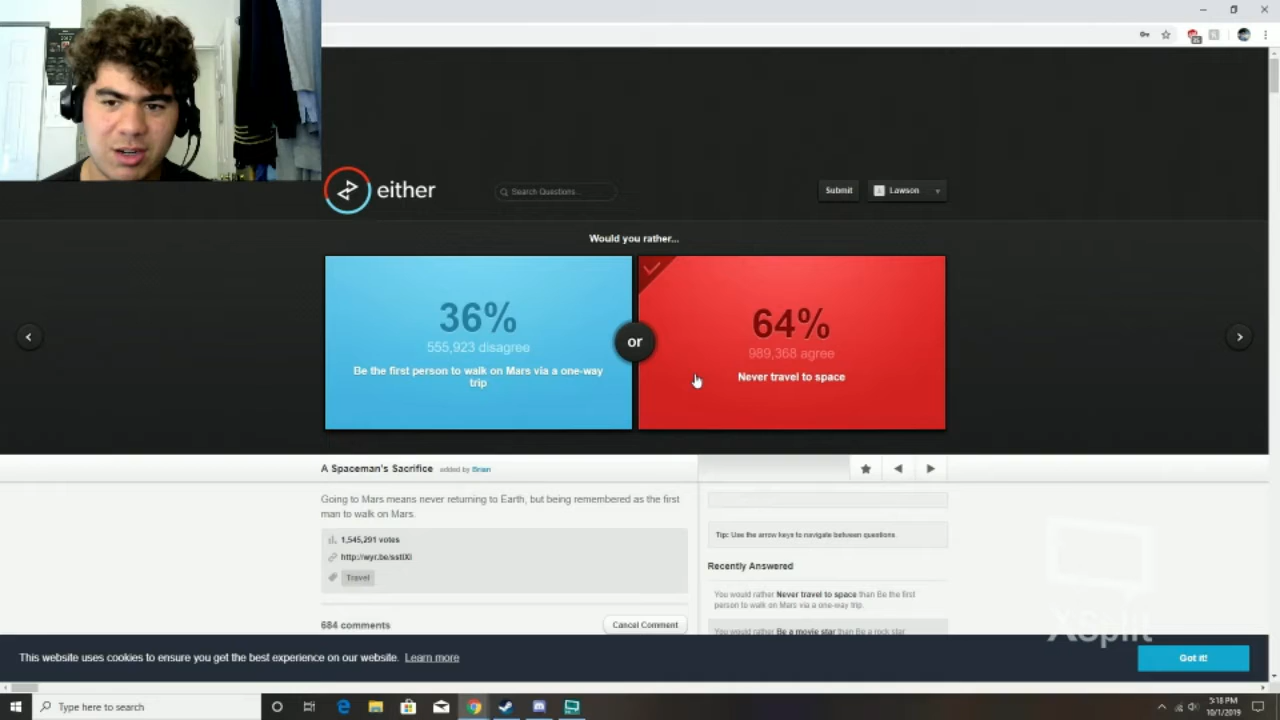 either
Search Questions...
Submit
Lawson
Would you rather...
36%
555,923 disagree
Be the first person to walk on Mars via a one-way
trip
or
64%
989,368 agree
Never travel to space
A Spaceman's Sacrifice added by Brian
Going to Mars means never returning to Earth, but being remembered as the first
man to walk on Mars.
1,545,291 votes
Travel
684 comments
Cancel Comment
Tip: Use the arrow keys to navigate between questions.
Recently Answered
You would rather Never travel to space than Be the first
person to walk on Mars via a one-way trip.
You would rather Be a movie star than Be a rock star
XSplit
This website uses cookies to ensure you get the best experience on our website. Learn more
Got it!
Type here to search
5:18 PM
10/1/2019